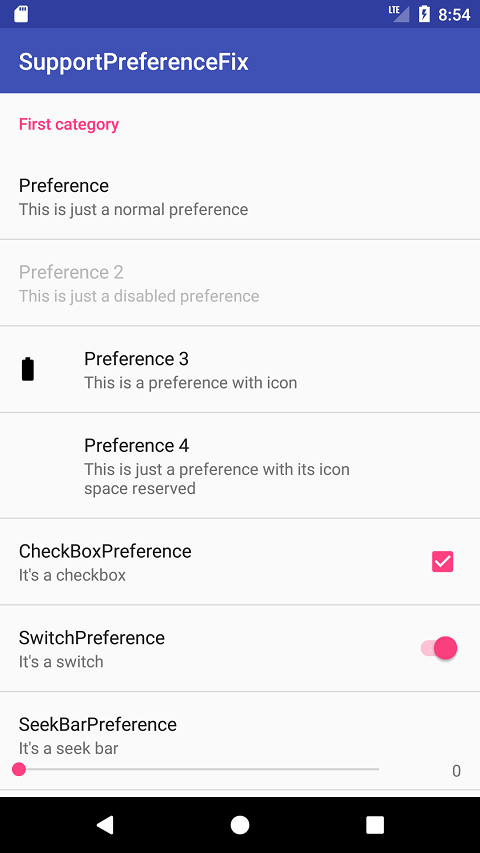 LTE 8:54
SupportPreferenceFix
First category
Preference
This is just a normal preference
Preference 2
This is just a disabled preference
Preference 3
This is a preference with icon
Preference 4
This is just a preference with its icon
space reserved
CheckBoxPreference
It's a checkbox
SwitchPreference
It's a switch
SeekBarPreference
It's a seek bar
0